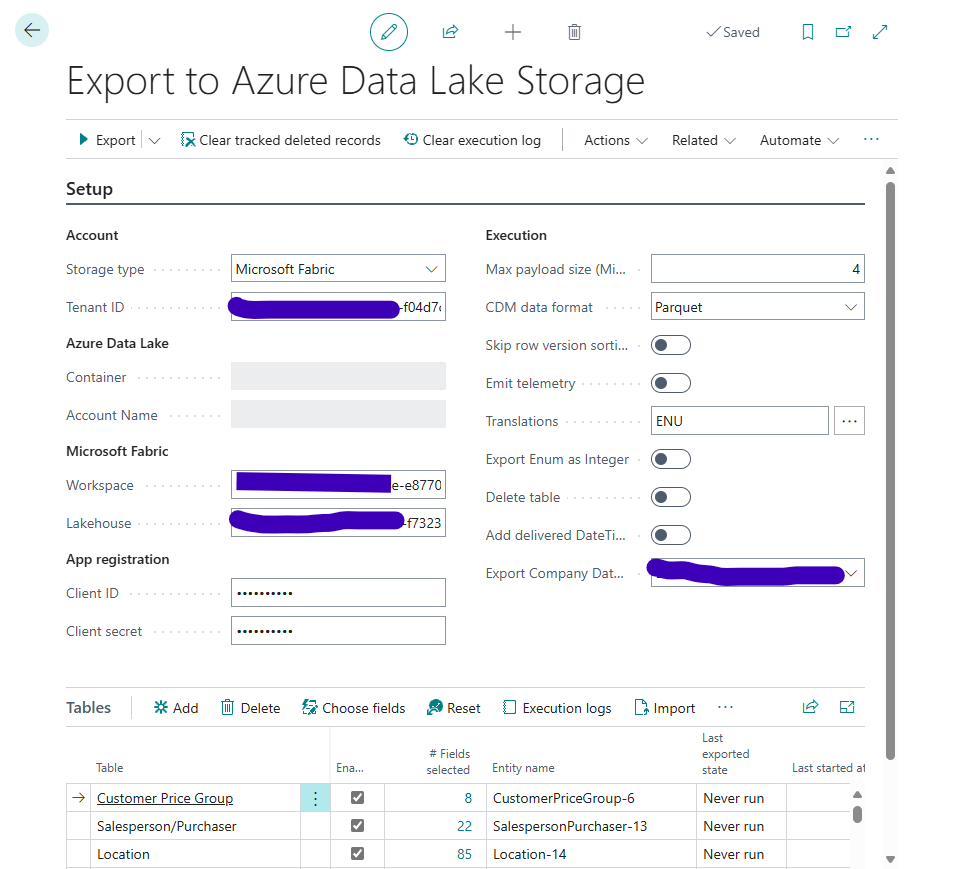 Saved
Export to Azure Data Lake Storage
Export Clear tracked deleted records Clear execution log Actions Related Automate ...
Setup
Account
Storage type Microsoft Fabric
Tenant ID -f04d7
Azure Data Lake
Container
Account Name
Microsoft Fabric
Workspace e-e8770
Lakehouse -f7323
App registration
Client ID ••••••••••
Client secret ••••••••••
Execution
Max payload size (Mi... 4
CDM data format Parquet
Skip row version sorti...
Emit telemetry
Translations ENU ...
Export Enum as Integer
Delete table
Add delivered DateTi...
Export Company Dat...
Tables Add Delete Choose fields Reset Execution logs Import ...
Table Ena... # Fields selected Entity name Last exported state Last started at
Customer Price Group 8 CustomerPriceGroup-6 Never run
Salesperson/Purchaser 22 SalespersonPurchaser-13 Never run
Location 85 Location-14 Never run